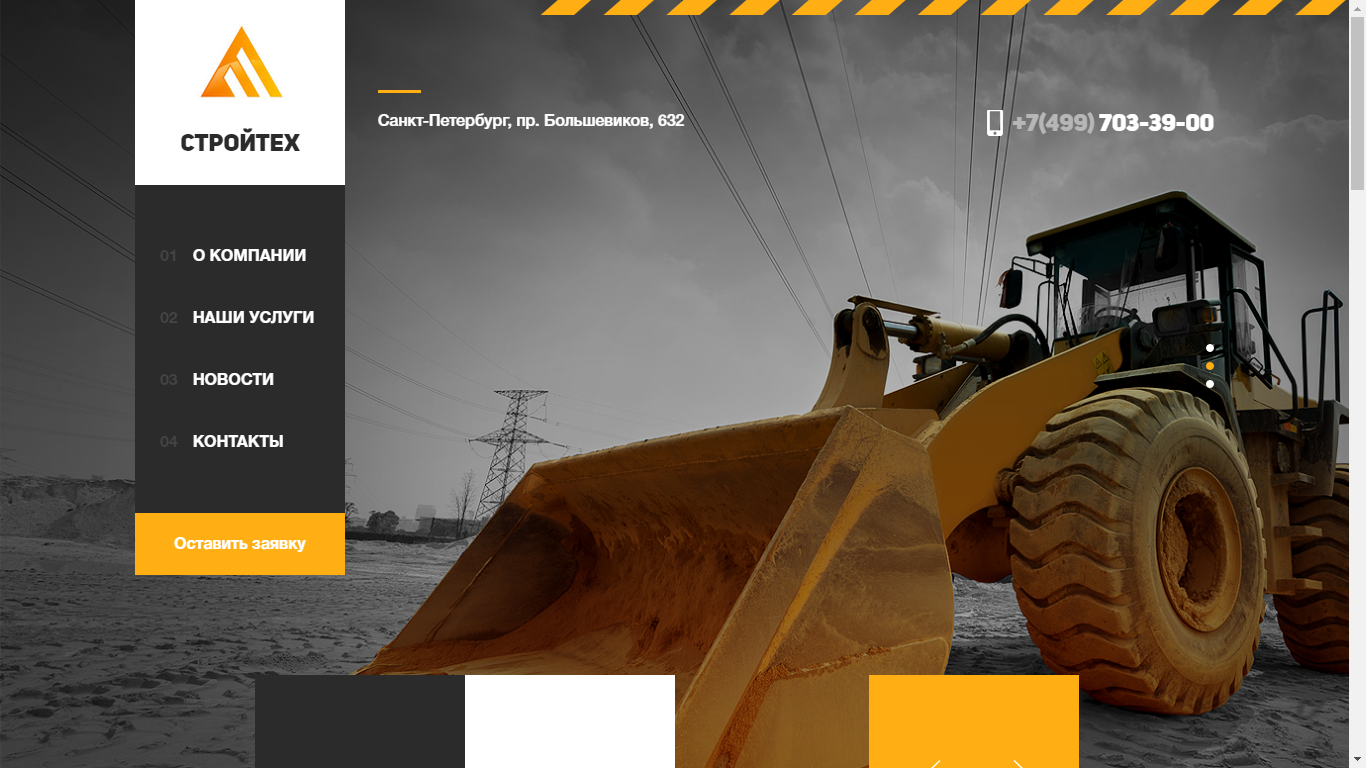 СТРОЙТЕХ
Санкт-Петербург, пр. Большевиков, 632
+7(499) 703-39-00
01 О КОМПАНИИ
02 НАШИ УСЛУГИ
03 НОВОСТИ
04 КОНТАКТЫ
Оставить заявку